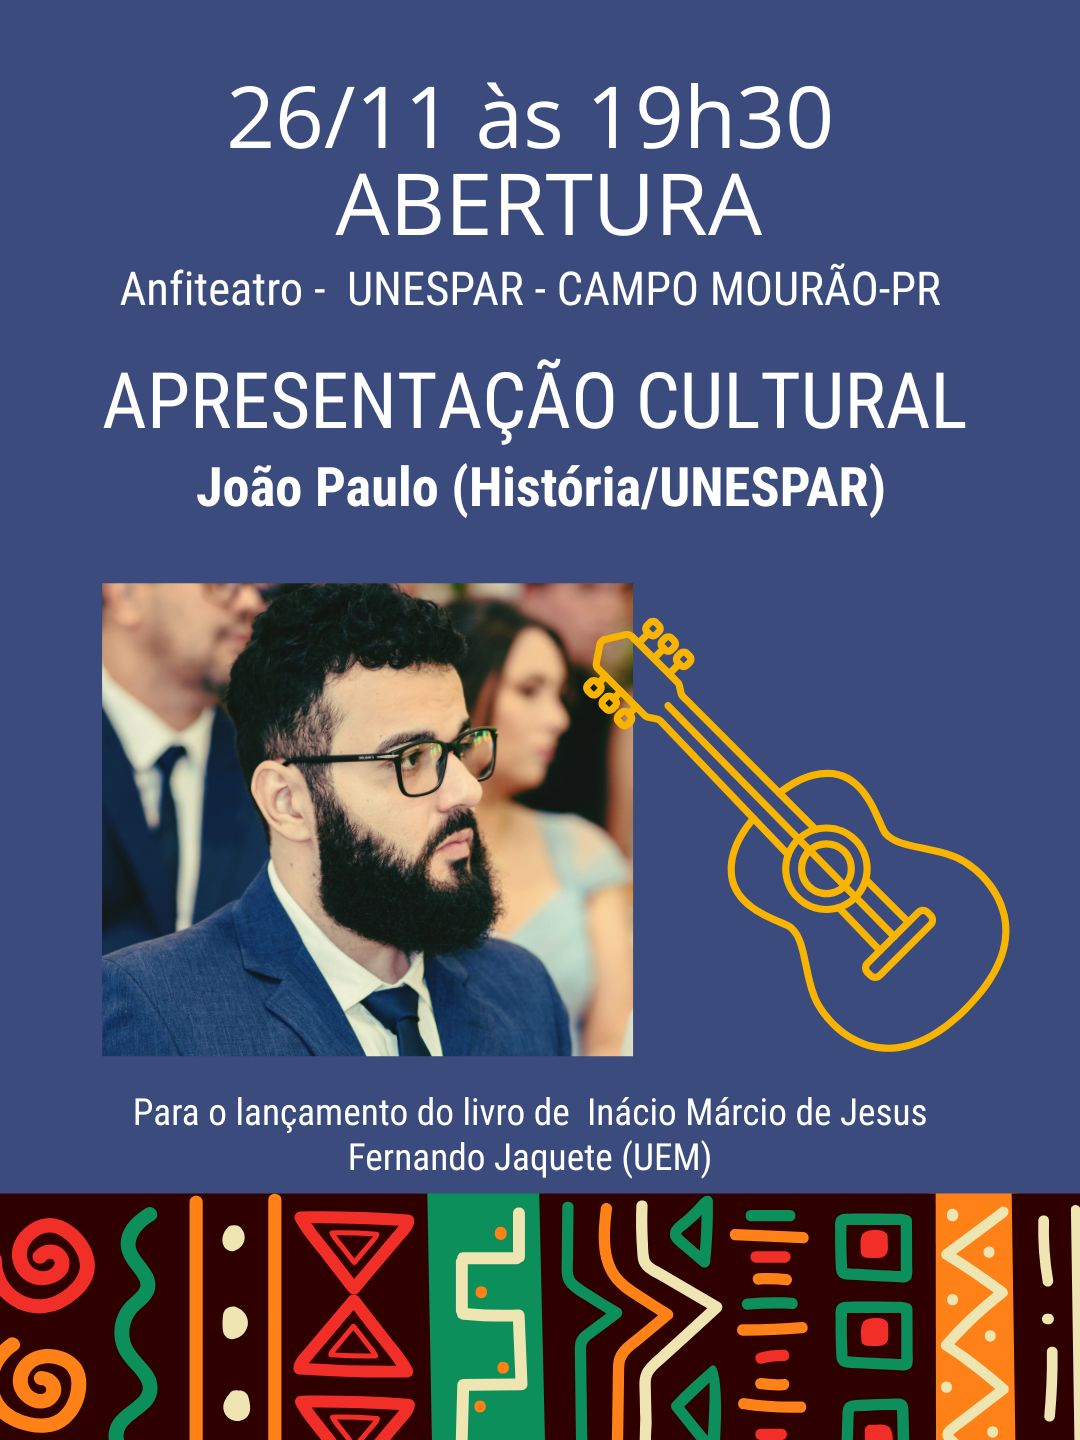 26/11 às 19h30
ABERTURA
Anfiteatro - UNESPAR - CAMPO MOURÃO-PR
APRESENTAÇÃO CULTURAL
João Paulo (História/UNESPAR)
Para o lançamento do livro de Inácio Márcio de Jesus
Fernando Jaquete (UEM)